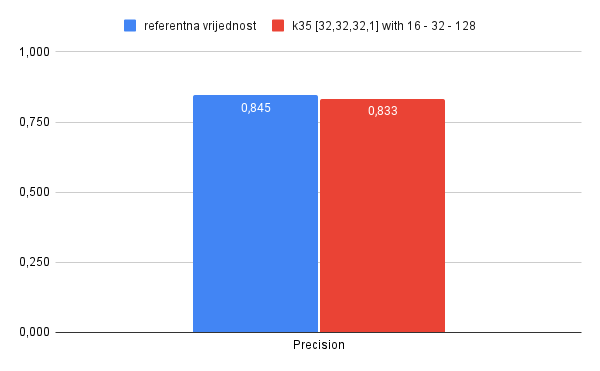 referentna vrijednost
k35 [32,32,32,1] with 16 - 32 - 128
1,000
0,750
0,500
0,250
0,000
0,845
0,833
Precision